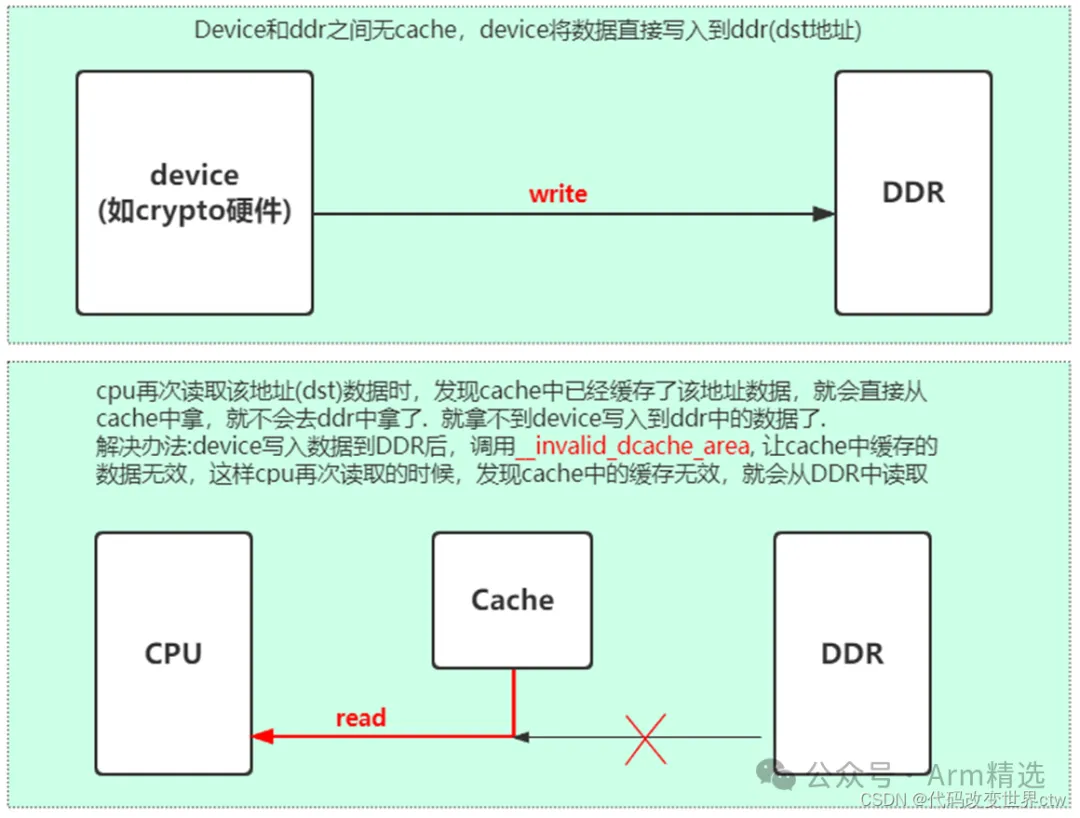 Device和ddr之间无cache，device将数据直接写入到ddr(dst地址)
device
(如crypto硬件)
write
DDR
cpu再次读取该地址(dst)数据时，发现cache中已经缓存了该地址数据，就会直接从
cache中拿，就不会去ddr中拿了. 就拿不到device写入到ddr中的数据了.
解决办法:device写入数据到DDR后，调用__invalid_dcache_area, 让cache中缓存的
数据无效，这样cpu再次读取的时候，发现cache中的缓存无效，就会从DDR中读取
Cache
CPU
DDR
read
公众号 · Arm精选
CSDN @代码改变世界ctw